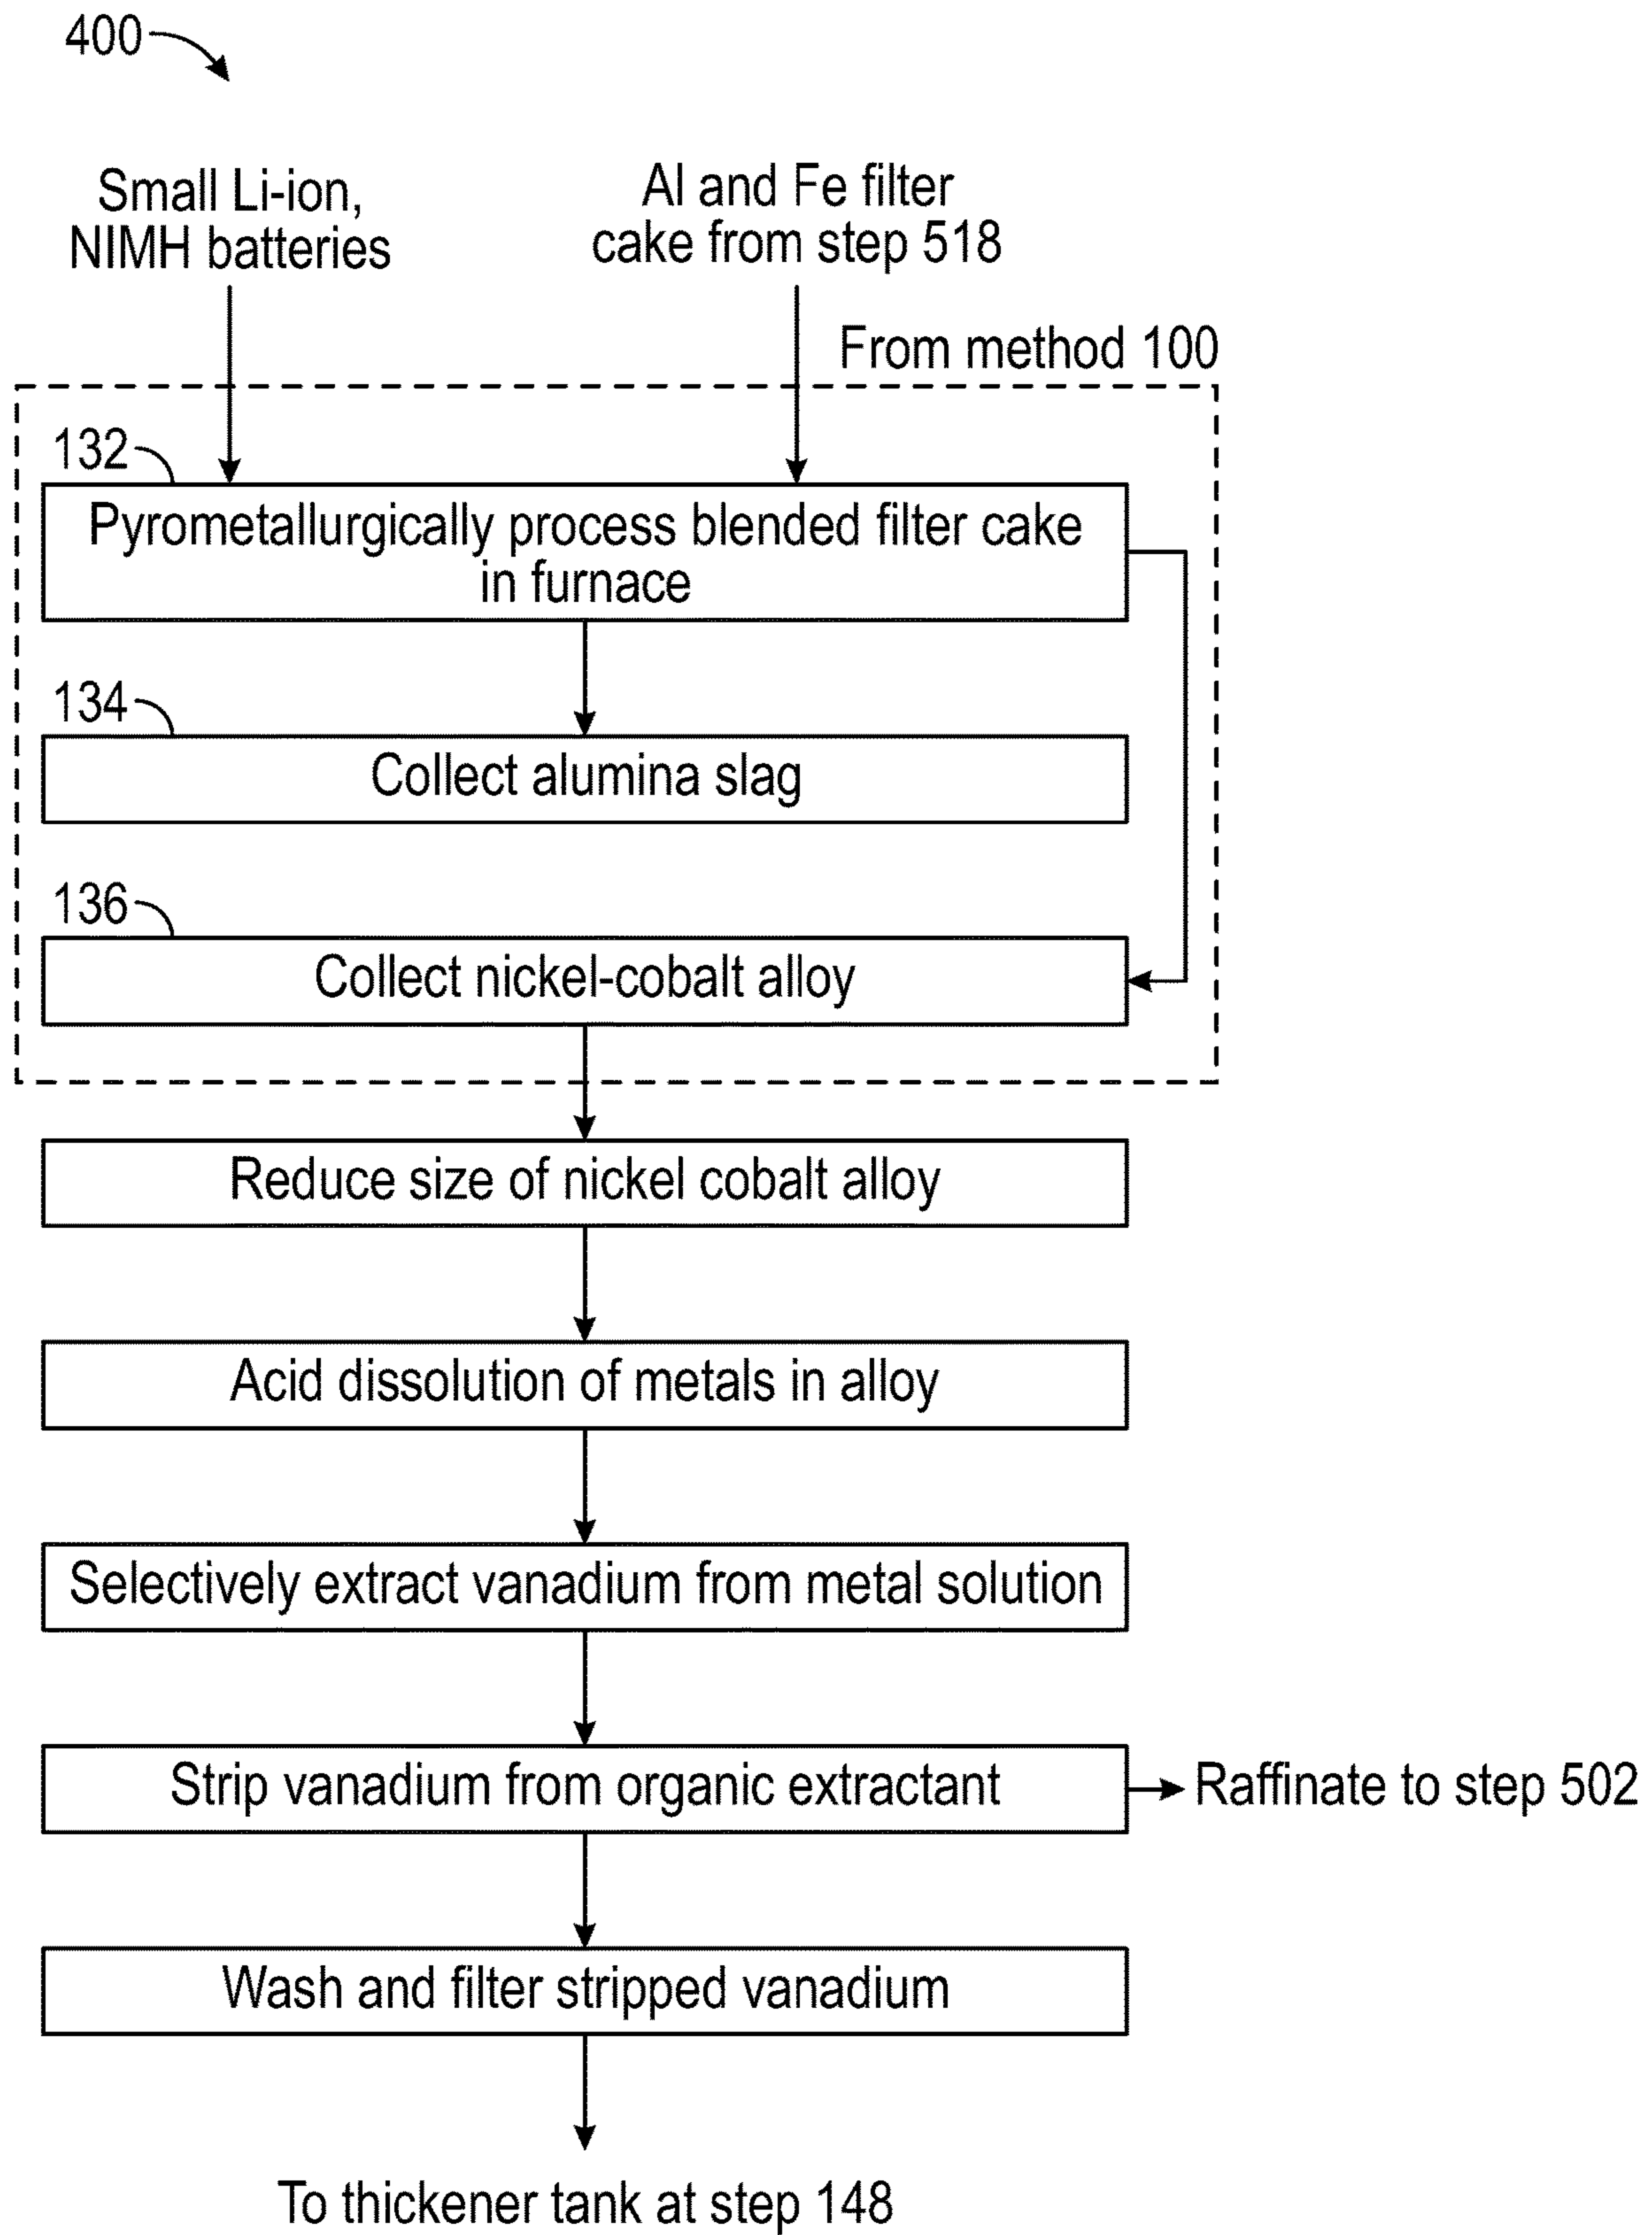 400
Small Li-ion,
NIMH batteries
Al and Fe filter
cake from step 518
From method 100
132
Pyrometallurgically process blended filter cake
in furnace
134
Collect alumina slag
136
Collect nickel-cobalt alloy
Reduce size of nickel cobalt alloy
Acid dissolution of metals in alloy
Selectively extract vanadium from metal solution
Strip vanadium from organic extractant
Raffinate to step 502
Wash and filter stripped vanadium
To thickener tank at step 148